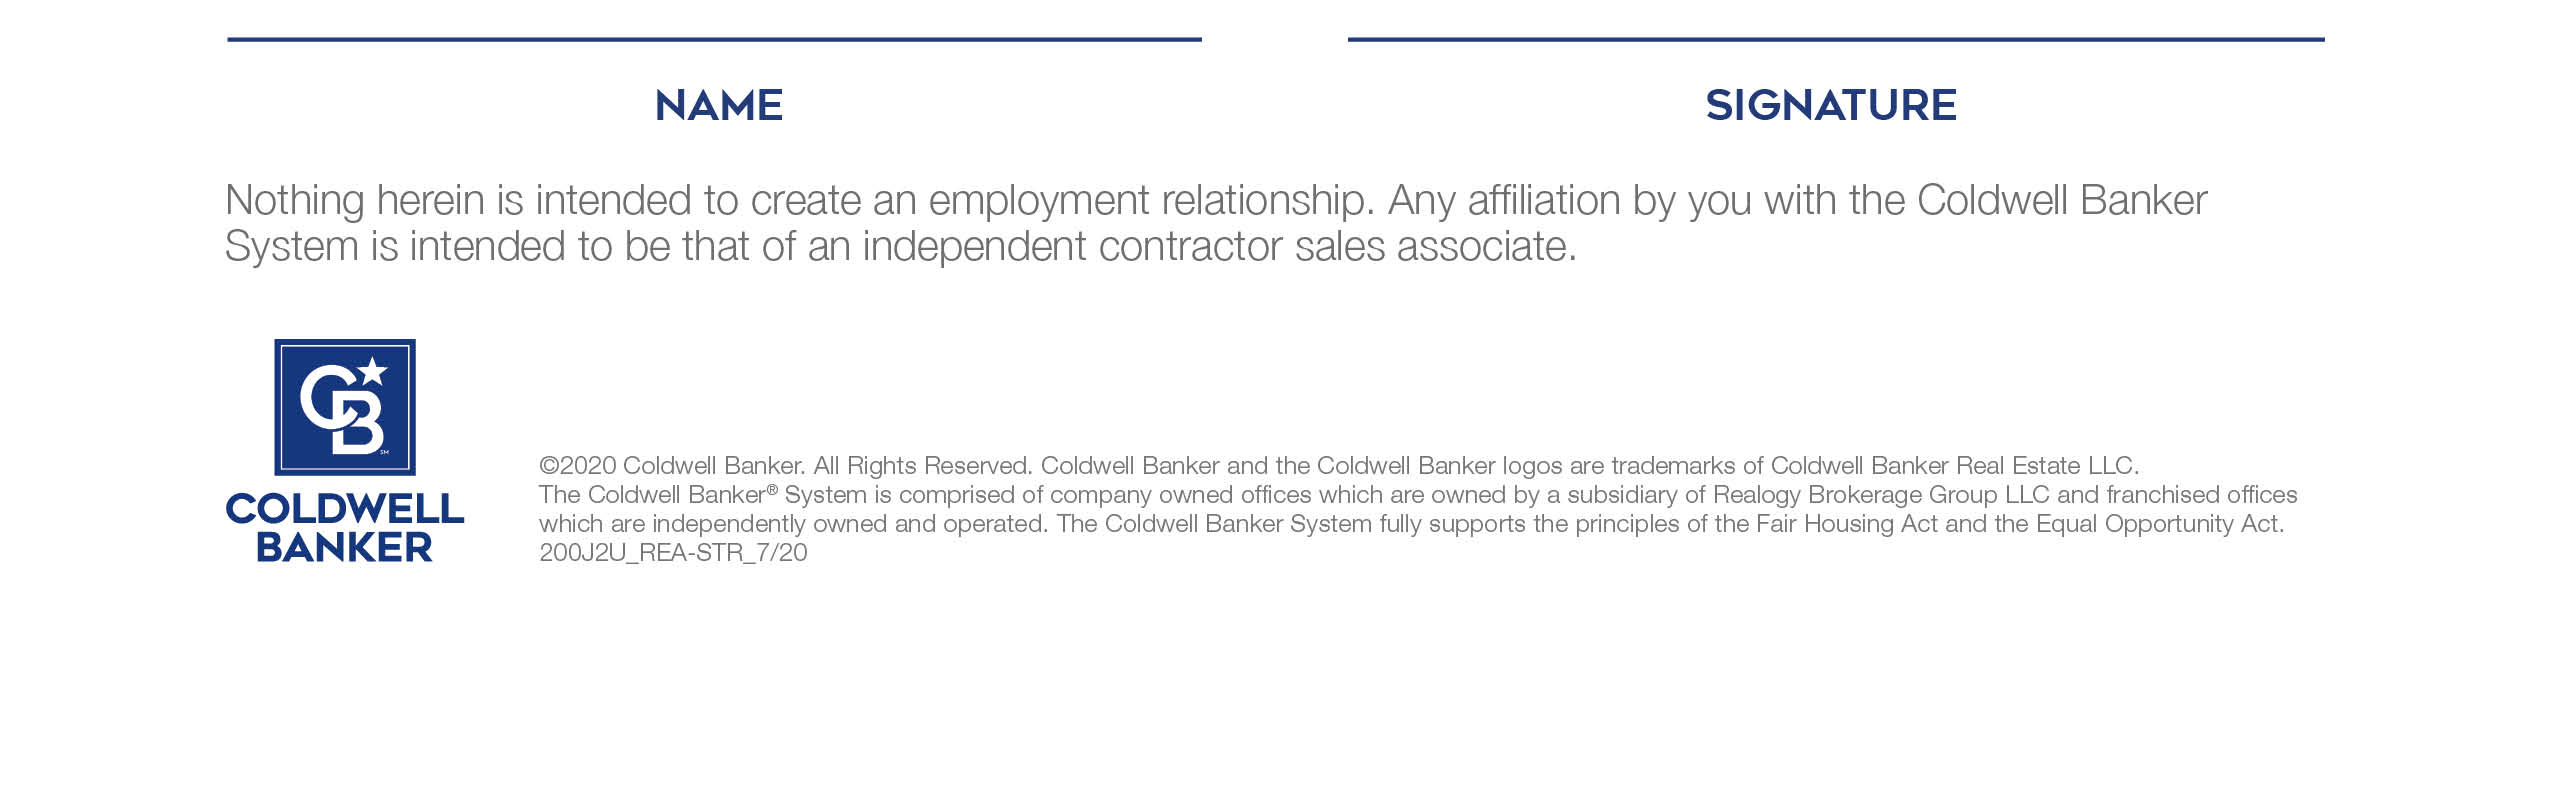 NAME SIGNATURE
Nothing herein is intended to create an employment relationship. Any affiliation by you with the Coldwell Banker
System is intended to be that of an independent contractor sales associate.
CB℠
COLDWELL
BANKER
©2020 Coldwell Banker. All Rights Reserved. Coldwell Banker and the Coldwell Banker logos are trademarks of Coldwell Banker Real Estate LLC.
The Coldwell Banker® System is comprised of company owned offices which are owned by a subsidiary of Realogy Brokerage Group LLC and franchised offices
which are independently owned and operated. The Coldwell Banker System fully supports the principles of the Fair Housing Act and the Equal Opportunity Act.
200J2U_REA-STR_7/20